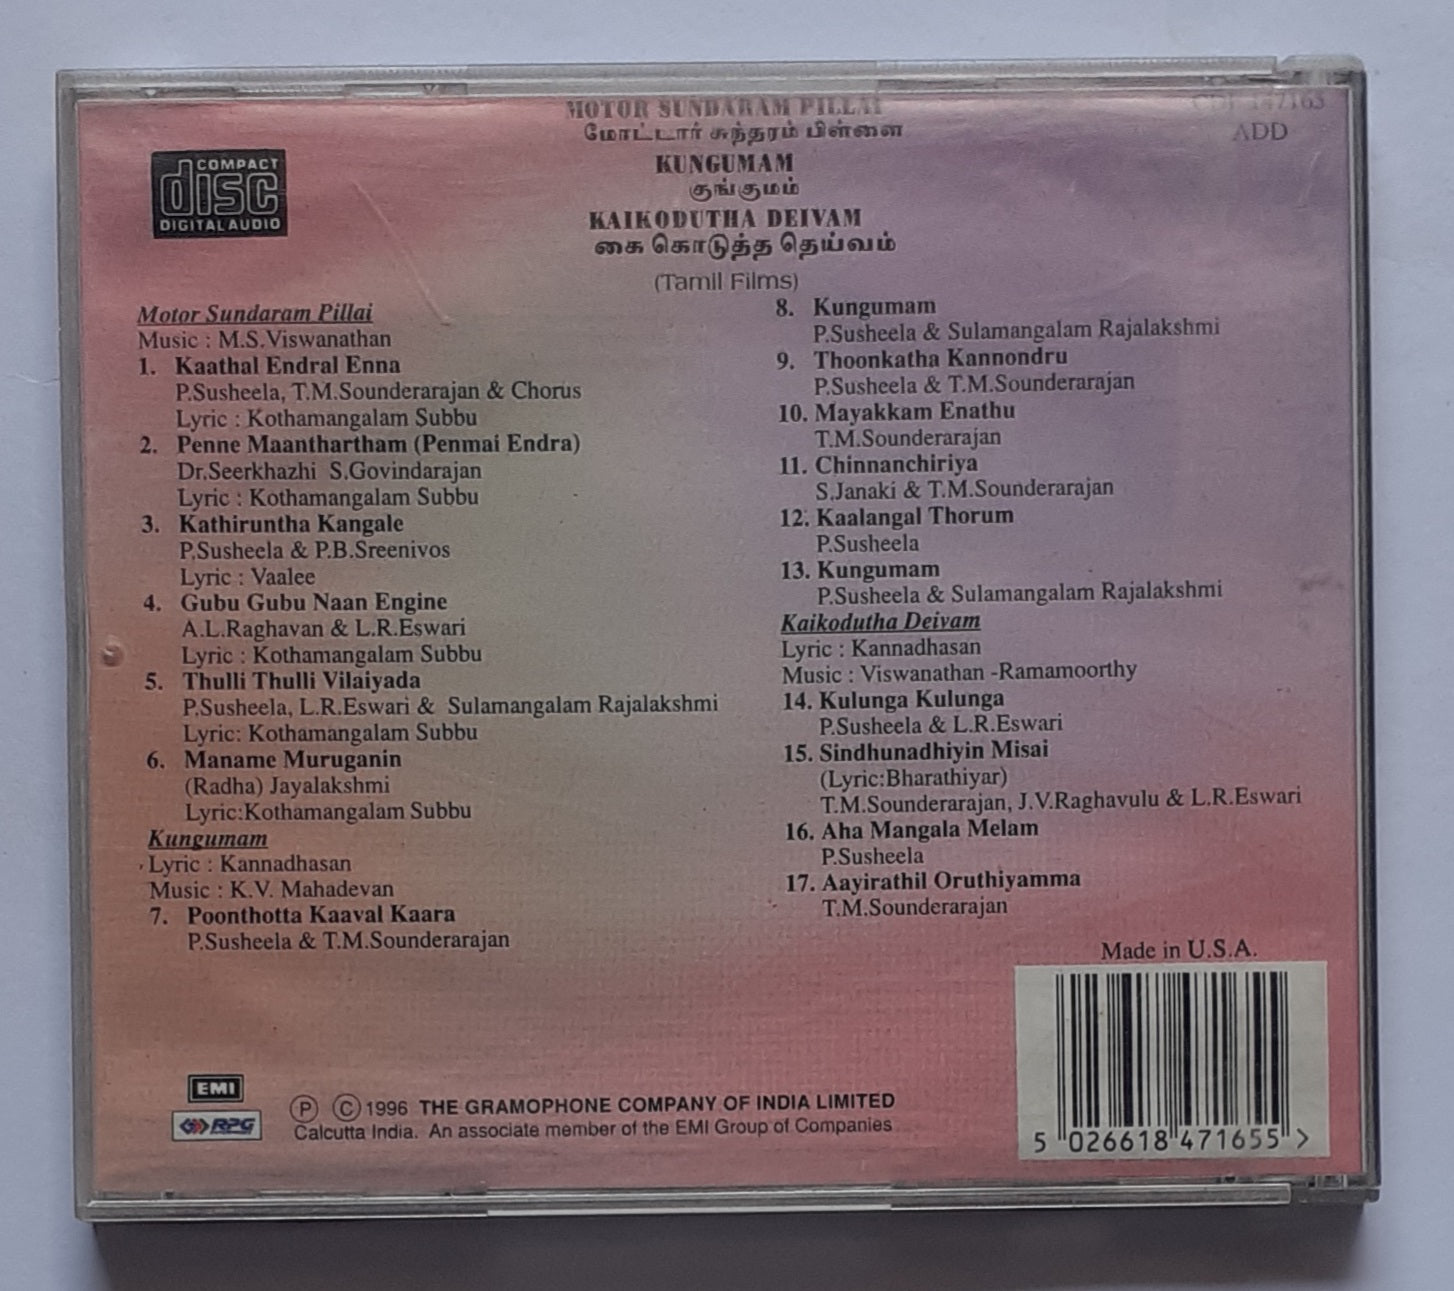 MOTOR SUNDARAM PILLAI
மோட்டார் சுந்தரம் பிள்ளை
KUNGUMAM
குங்குமம்
KAIKODUTHA DEIVAM
கை கொடுத்த தெய்வம்
(Tamil Films)
ADD
COMPACT
disc
DIGITAL AUDIO
Motor Sundaram Pillai
Music : M.S.Viswanathan
1. Kaathal Endral Enna
P.Susheela, T.M.Sounderarajan & Chorus
Lyric : Kothamangalam Subbu
2. Penne Maanthartham (Penmai Endra)
Dr.Seerkhazhi S.Govindarajan
Lyric : Kothamangalam Subbu
3. Kathiruntha Kangale
P.Susheela & P.B.Sreenivos
Lyric : Vaalee
4. Gubu Gubu Naan Engine
A.L.Raghavan & L.R.Eswari
Lyric : Kothamangalam Subbu
5. Thulli Thulli Vilaiyada
P.Susheela, L.R.Eswari & Sulamangalam Rajalakshmi
Lyric: Kothamangalam Subbu
6. Maname Muruganin
(Radha) Jayalakshmi
Lyric:Kothamangalam Subbu
Kungumam
Lyric : Kannadhasan
Music : K.V. Mahadevan
7. Poonthotta Kaaval Kaara
P.Susheela & T.M.Sounderarajan
8. Kungumam
P.Susheela & Sulamangalam Rajalakshmi
9. Thoonkatha Kannondru
P.Susheela & T.M.Sounderarajan
10. Mayakkam Enathu
T.M.Sounderarajan
11. Chinnanchiriya
S.Janaki & T.M.Sounderarajan
12. Kaalangal Thorum
P.Susheela
13. Kungumam
P.Susheela & Sulamangalam Rajalakshmi
Kaikodutha Deivam
Lyric : Kannadhasan
Music : Viswanathan -Ramamoorthy
14. Kulunga Kulunga
P.Susheela & L.R.Eswari
15. Sindhunadhiyin Misai
(Lyric:Bharathiyar)
T.M.Sounderarajan, J.V.Raghavulu & L.R.Eswari
16. Aha Mangala Melam
P.Susheela
17. Aayirathil Oruthiyamma
T.M.Sounderarajan
Made in U.S.A.
5 026618 471655 >
EMI
RPG
Ⓟ Ⓒ 1996 THE GRAMOPHONE COMPANY OF INDIA LIMITED
Calcutta India. An associate member of the EMI Group of Companies